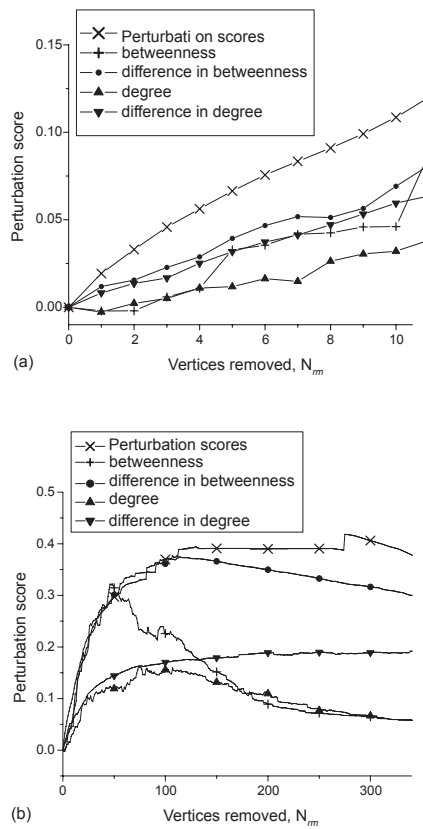 0.15
Perturbati on scores
betweenness
difference in betweenness
degree
difference in degree
0.10
0.05
0.00
Perturbation score
0 2 4 6 8 10
(a)
Vertices removed, Nrm
Perturbation scores
betweenness
difference in betweenness
degree
difference in degree
0.5
0.4
0.3
0.2
0.1
0.0
Perturbation score
0 100 200 300
(b)
Vertices removed, Nrm